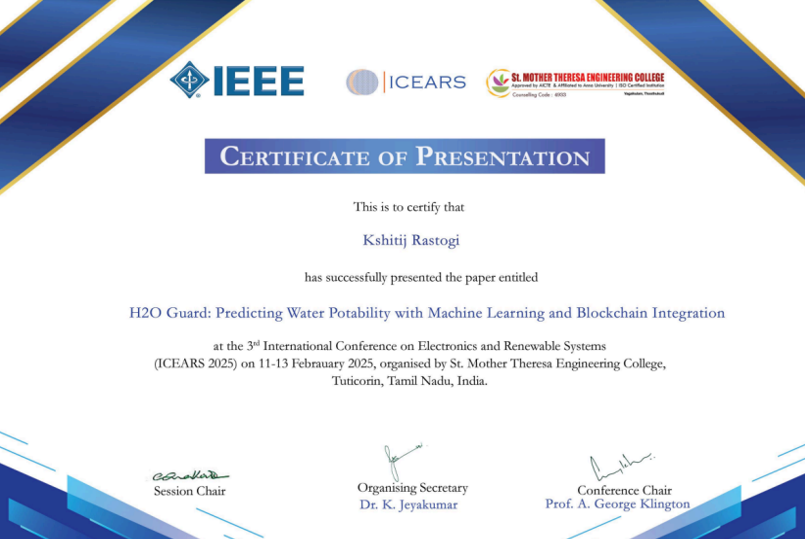 IEEE
ICEARS
ST. MOTHER THERESA ENGINEERING COLLEGE
Approved by AICTE & Affiliated to Anna University | ISO Certified Institution
Counselling Code :
Vagaikulam, Thoothukudi
CERTIFICATE OF PRESENTATION
This is to certify that
Kshitij Rastogi
has successfully presented the paper entitled
H2O Guard: Predicting Water Potability with Machine Learning and Blockchain Integration
at the 3rd International Conference on Electronics and Renewable Systems
(ICEARS 2025) on 11-13 Febrauary 2025, organised by St. Mother Theresa Engineering College,
Tuticorin, Tamil Nadu, India.
Session Chair
Organising Secretary
Dr. K. Jeyakumar
Conference Chair
Prof. A. George Klington